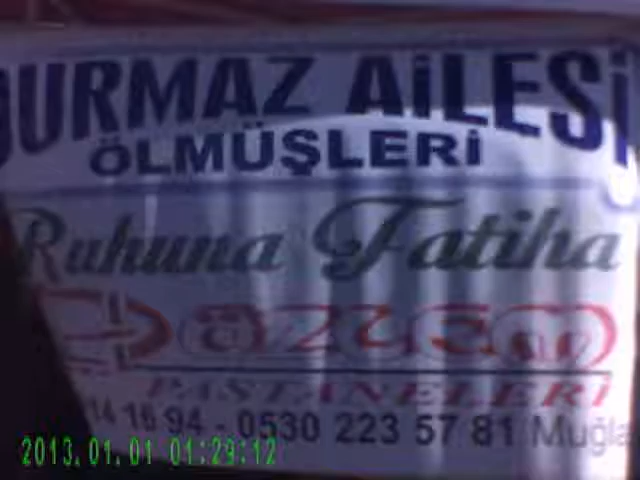 DURMAZ AİLESİ
ÖLMÜŞLERİ
Ruhuna Fatiha
PASTANELERİ
14 16 94 - 0530 223 57 81 Muğla
2013.01.01 01:29:12